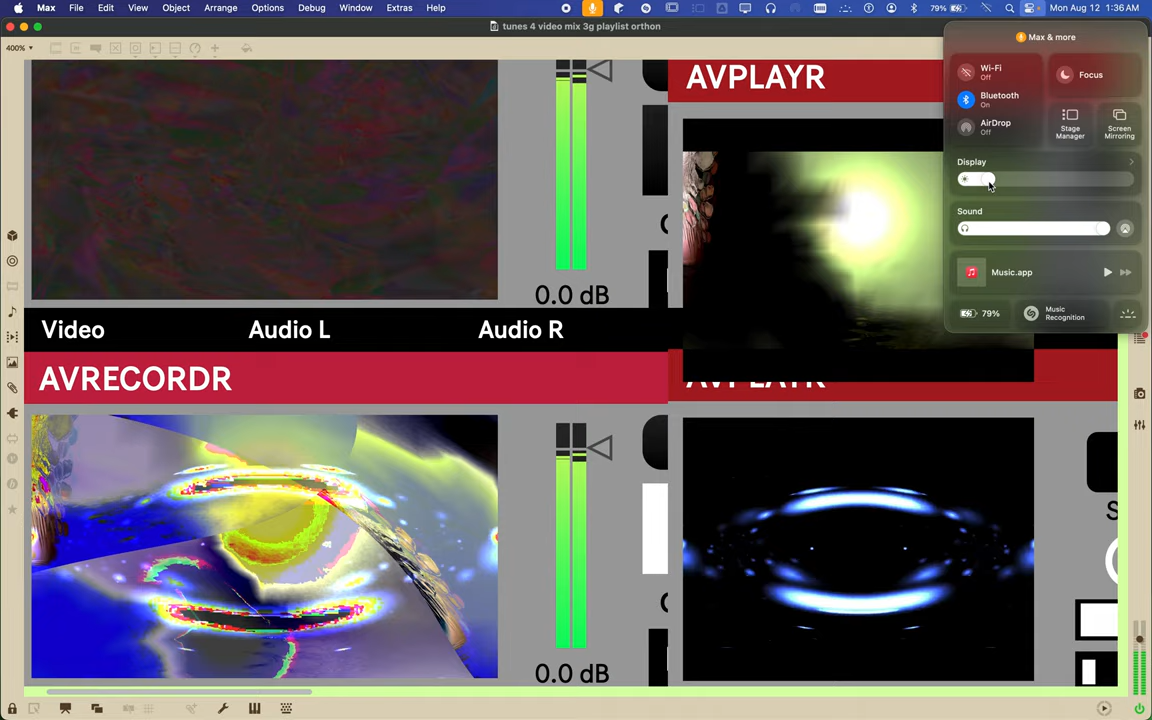 Max File Edit View Object Arrange Options Debug Window Extras Help
79% Mon Aug 12 1:36 AM
tunes 4 video mix 3g playlist orthon
400%
Max & more
Wi-Fi
Off
Focus
Bluetooth
On
AirDrop
Off
Stage
Manager
Screen
Mirroring
Display
Sound
Music.app
79%
Music
Recognition
AVPLAYR
0.0 dB
Video Audio L Audio R
AVRECORDR
AVPLAYR
0.0 dB